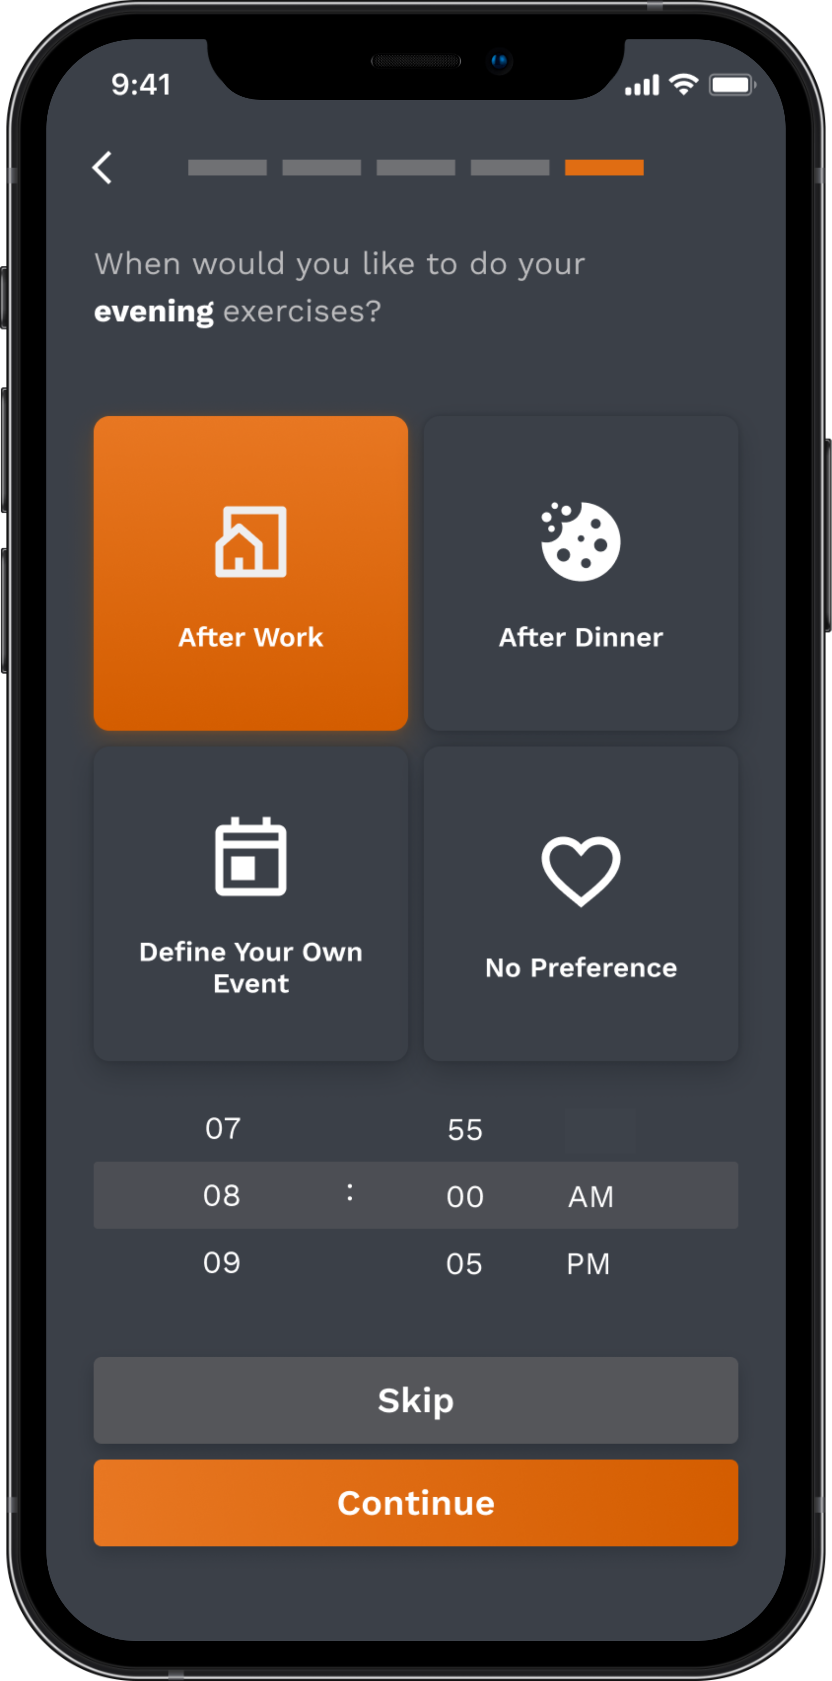 9:41
When would you like to do your
evening exercises?
After Work
After Dinner
Define Your Own
Event
No Preference
07 55
08 : 00 AM
09 05 PM
Skip
Continue